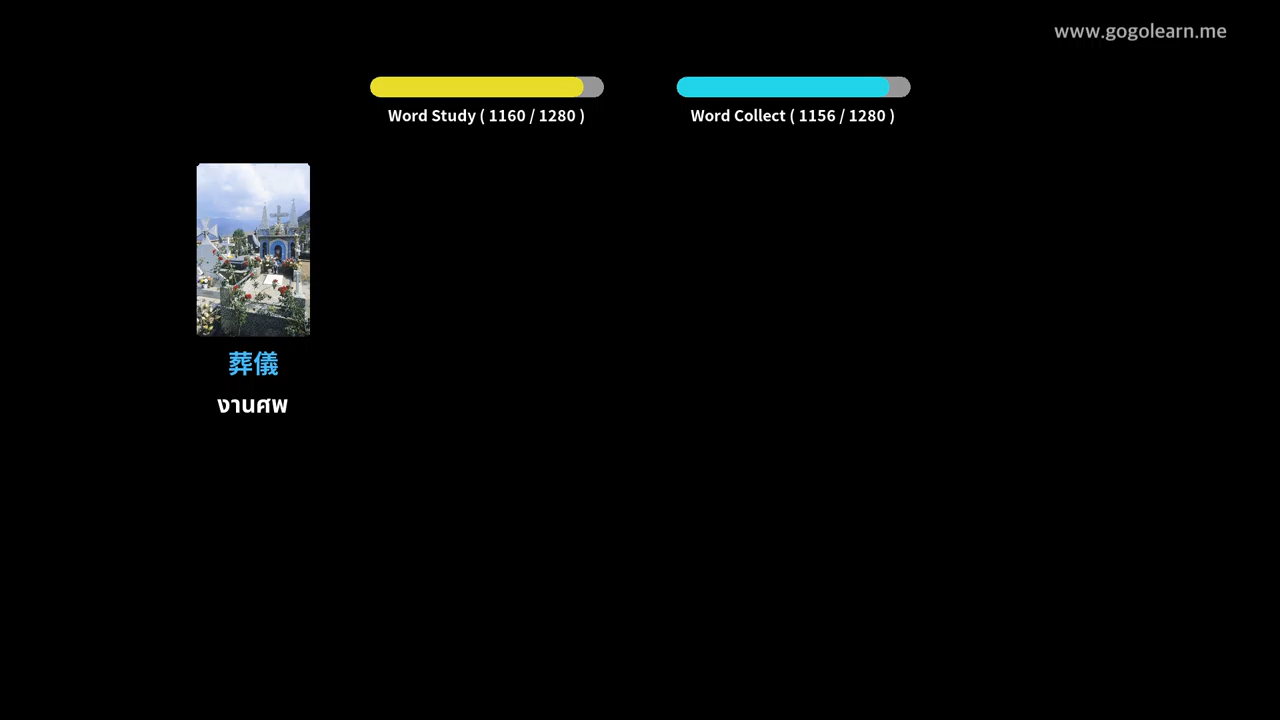 www.gogolearn.me
Word Study ( 1160 / 1280 )
Word Collect ( 1156 / 1280 )
葬儀
งานศพ